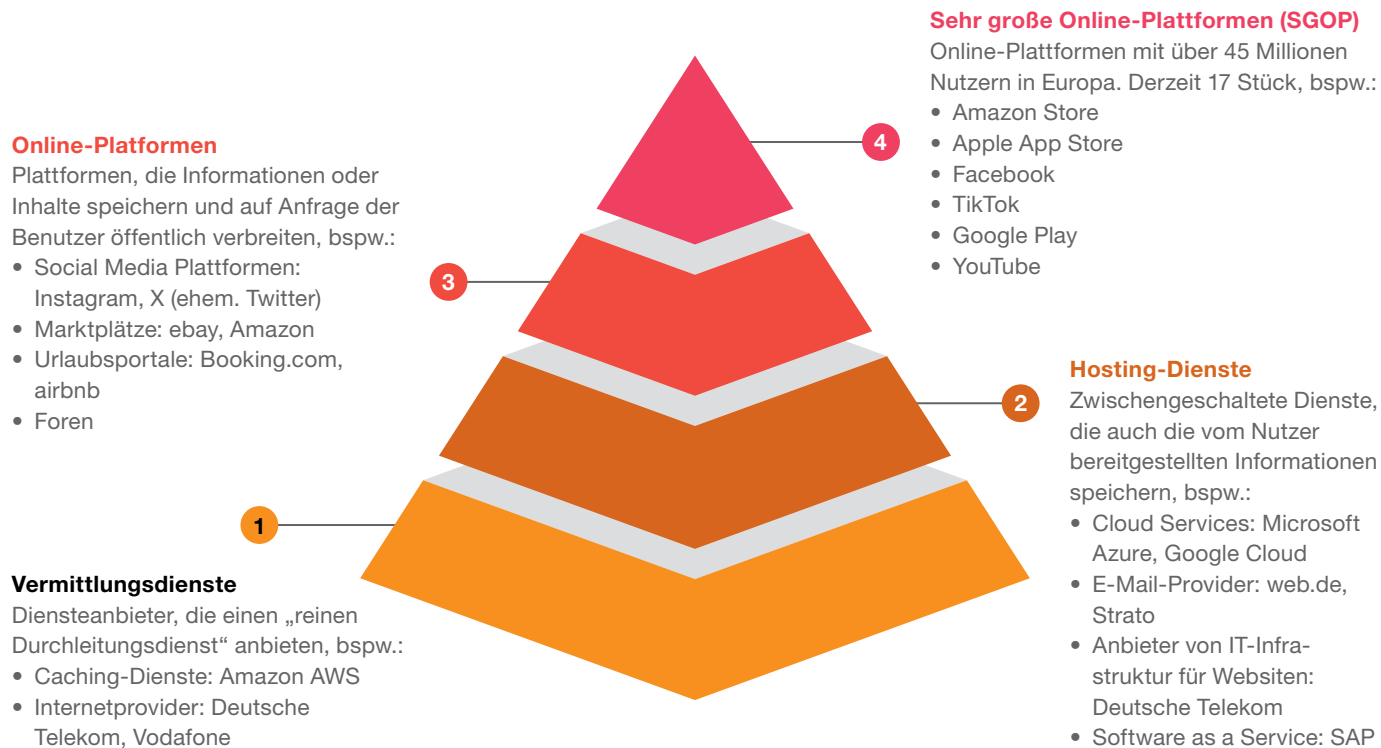 Sehr große Online-Plattformen (SGOP)
Online-Plattformen mit über 45 Millionen
Nutzern in Europa. Derzeit 17 Stück, bspw.:
• Amazon Store
• Apple App Store
• Facebook
• TikTok
• Google Play
• YouTube
4
Online-Platformen
Plattformen, die Informationen oder
Inhalte speichern und auf Anfrage der
Benutzer öffentlich verbreiten, bspw.:
• Social Media Plattformen:
Instagram, X (ehem. Twitter)
• Marktplätze: ebay, Amazon
• Urlaubsportale: Booking.com,
airbnb
• Foren
3
Hosting-Dienste
Zwischengeschaltete Dienste,
die auch die vom Nutzer
bereitgestellten Informationen
speichern, bspw.:
• Cloud Services: Microsoft
Azure, Google Cloud
• E-Mail-Provider: web.de,
Strato
• Anbieter von IT-Infra-
struktur für Websiten:
Deutsche Telekom
• Software as a Service: SAP
2
1
Vermittlungsdienste
Diensteanbieter, die einen „reinen
Durchleitungsdienst“ anbieten, bspw.:
• Caching-Dienste: Amazon AWS
• Internetprovider: Deutsche
Telekom, Vodafone